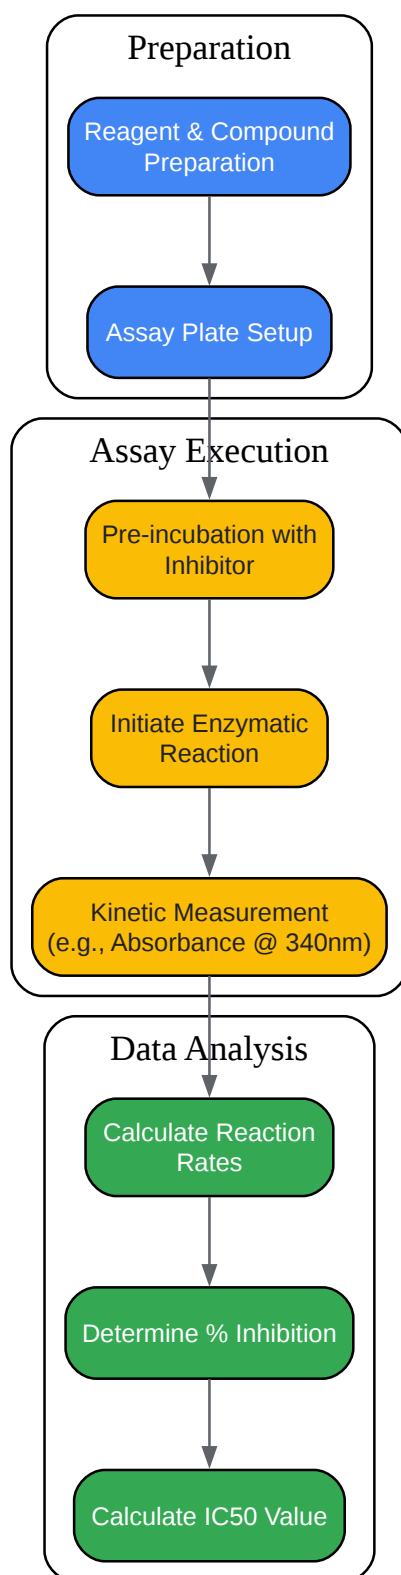 Preparation
Reagent & Compound
Preparation
Assay Plate Setup
Assay Execution
Pre-incubation with
Inhibitor
Initiate Enzymatic
Reaction
Kinetic Measurement
(e.g., Absorbance @ 340nm)
Data Analysis
Calculate Reaction
Rates
Determine % Inhibition
Calculate IC50 Value